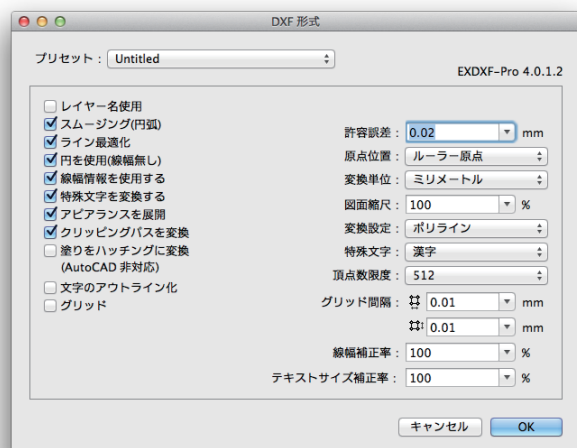 DXF 形式
プリセット： Untitled
EXDXF-Pro 4.0.1.2
レイヤー名使用
スムージング(円弧)
ライン最適化
円を使用(線幅無し)
線幅情報を使用する
特殊文字を変換する
アピアランスを展開
クリッピングパスを変換
塗りをハッチングに変換
(AutoCAD 非対応)
文字のアウトライン化
グリッド
許容誤差： 0.02 mm
原点位置： ルーラー原点
変換単位： ミリメートル
図面縮尺： 100 %
変換設定： ポリライン
特殊文字： 漢字
頂点数限度： 512
グリッド間隔： 0.01 mm
0.01 mm
線幅補正率： 100 %
テキストサイズ補正率： 100 %
キャンセル OK